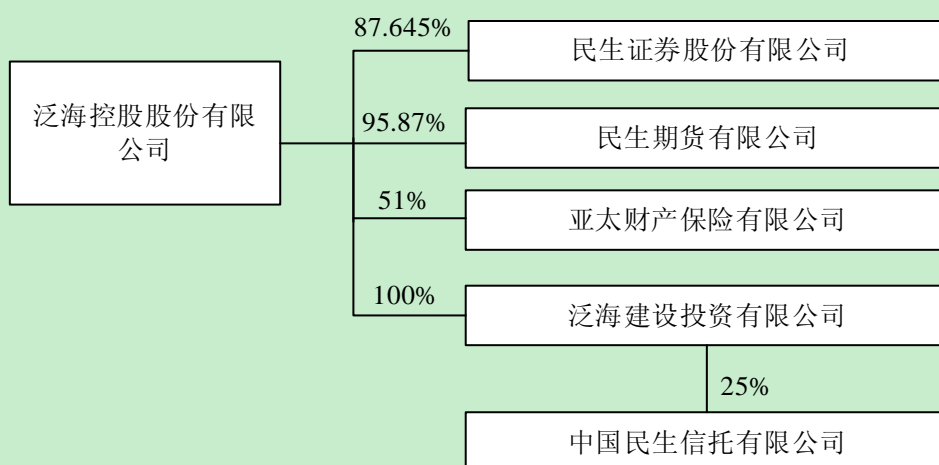 87.645%
民生证券股份有限公司
泛海控股股份有限
公司
95.87%
民生期货有限公司
51%
亚太财产保险有限公司
100%
泛海建设投资有限公司
25%
中国民生信托有限公司